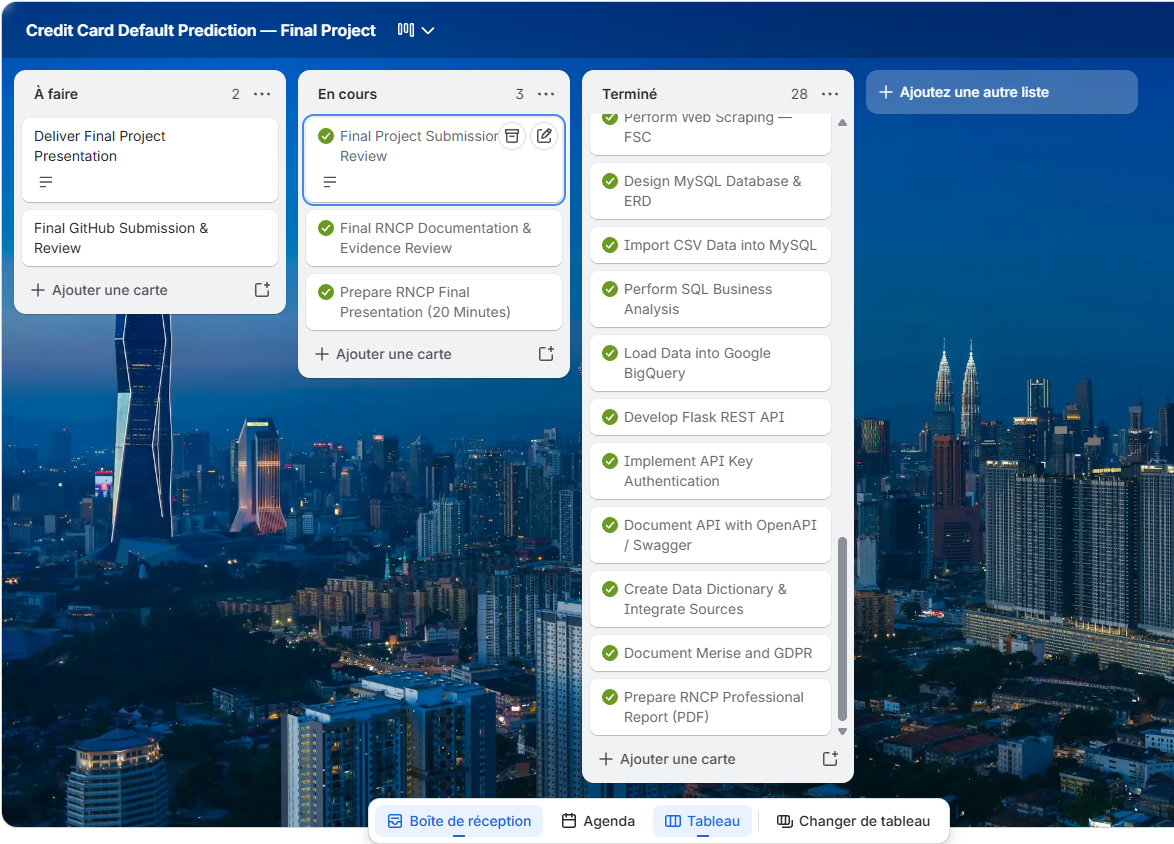 Credit Card Default Prediction — Final Project
À faire
2
Deliver Final Project
Presentation
Final GitHub Submission &
Review
Ajouter une carte
En cours
3
Final Project Submission
Review
Final RNCP Documentation &
Evidence Review
Prepare RNCP Final
Presentation (20 Minutes)
Ajouter une carte
Terminé
28
Perform Web Scraping —
FSC
Design MySQL Database &
ERD
Import CSV Data into MySQL
Perform SQL Business
Analysis
Load Data into Google
BigQuery
Develop Flask REST API
Implement API Key
Authentication
Document API with OpenAPI
/ Swagger
Create Data Dictionary &
Integrate Sources
Document Merise and GDPR
Prepare RNCP Professional
Report (PDF)
Ajouter une carte
Ajoutez une autre liste
Boîte de réception
Agenda
Tableau
Changer de tableau